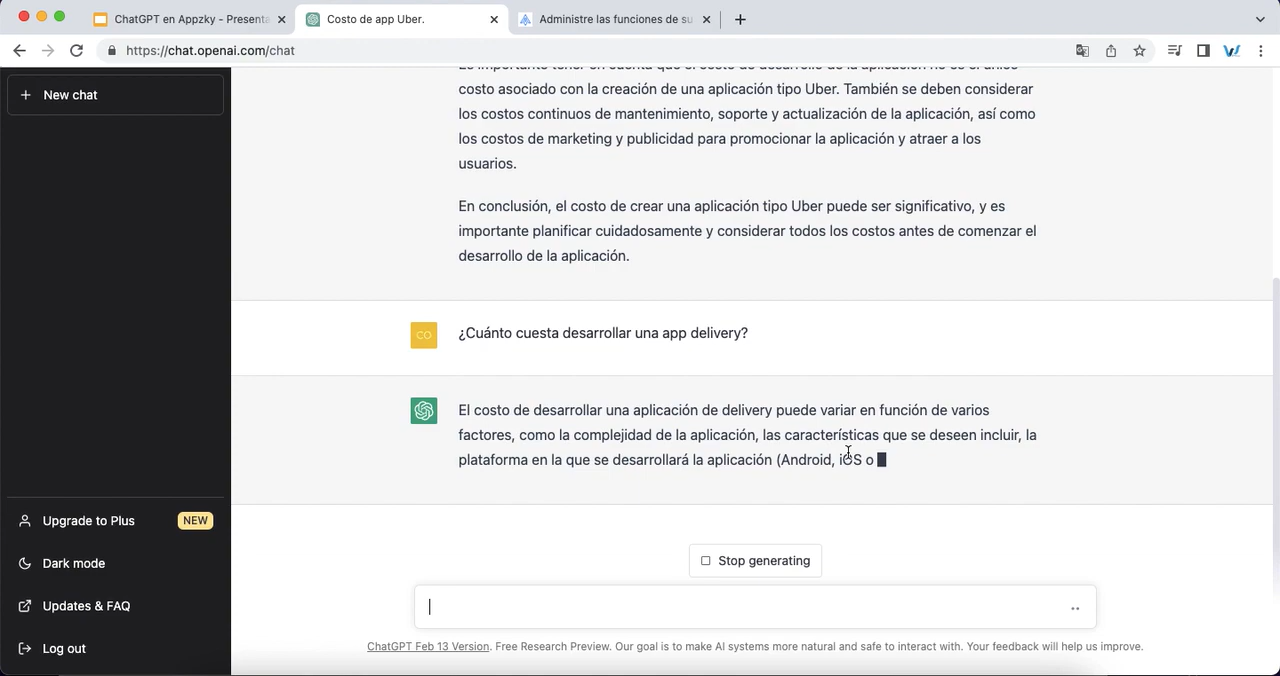 ChatGPT en Appzky - Presenta
Costo de app Uber.
Administre las funciones de su
https://chat.openai.com/chat
New chat
costo asociado con la creación de una aplicación tipo Uber. También se deben considerar
los costos continuos de mantenimiento, soporte y actualización de la aplicación, así como
los costos de marketing y publicidad para promocionar la aplicación y atraer a los
usuarios.
En conclusión, el costo de crear una aplicación tipo Uber puede ser significativo, y es
importante planificar cuidadosamente y considerar todos los costos antes de comenzar el
desarrollo de la aplicación.
CO
¿Cuánto cuesta desarrollar una app delivery?
El costo de desarrollar una aplicación de delivery puede variar en función de varios
factores, como la complejidad de la aplicación, las características que se deseen incluir, la
plataforma en la que se desarrollará la aplicación (Android, iOS o
Upgrade to Plus NEW
Dark mode
Updates & FAQ
Log out
Stop generating
ChatGPT Feb 13 Version. Free Research Preview. Our goal is to make AI systems more natural and safe to interact with. Your feedback will help us improve.